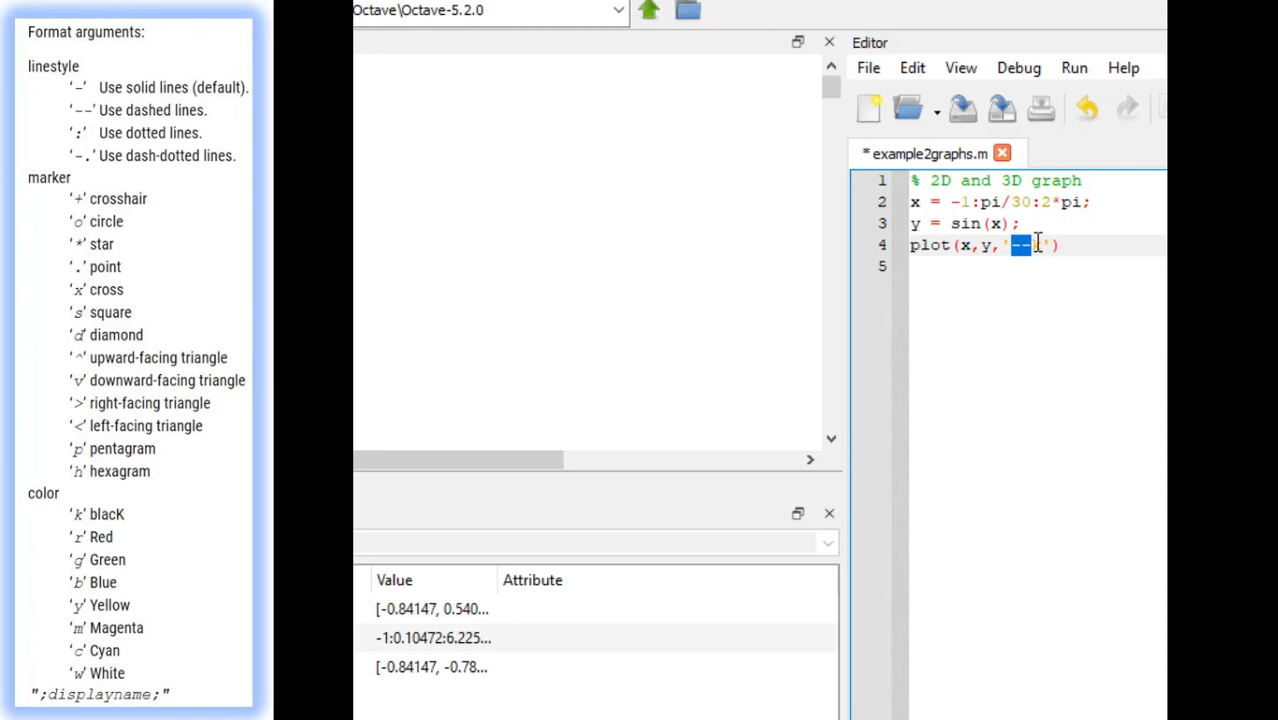 Format arguments:
linestyle
'-' Use solid lines (default).
'--' Use dashed lines.
':' Use dotted lines.
'-.' Use dash-dotted lines.
marker
'+' crosshair
'o' circle
'*' star
'.' point
'x' cross
's' square
'd' diamond
'^' upward-facing triangle
'v' downward-facing triangle
'>' right-facing triangle
'<' left-facing triangle
'p' pentagram
'h' hexagram
color
'k' blacK
'r' Red
'g' Green
'b' Blue
'y' Yellow
'm' Magenta
'c' Cyan
'w' White
";displayname;"
Octave\Octave-5.2.0
Value Attribute
[-0.84147, 0.540...
-1:0.10472:6.225...
[-0.84147, -0.78...
Editor
File Edit View Debug Run Help
* example2graphs.m
1 % 2D and 3D graph
2 x = -1:pi/30:2*pi;
3 y = sin(x);
4 plot(x,y,'--')
5